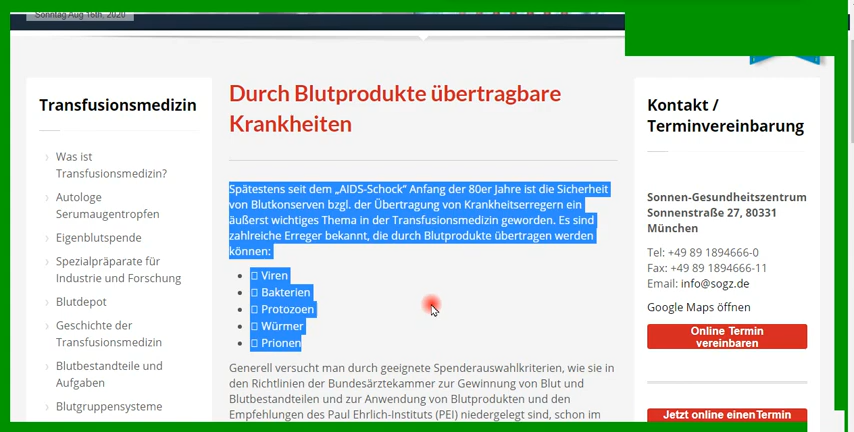 Sonntag Aug 16th, 2020
Transfusionsmedizin
Was ist
Transfusionsmedizin?
Autologe
Serumaugentropfen
Eigenblutspende
Spezialpräparate für
Industrie und Forschung
Blutdepot
Geschichte der
Transfusionsmedizin
Blutbestandteile und
Aufgaben
Blutgruppensysteme
Durch Blutprodukte übertragbare
Krankheiten
Spätestens seit dem „AIDS-Schock“ Anfang der 80er Jahre ist die Sicherheit
von Blutkonserven bzgl. der Übertragung von Krankheitserregern ein
äußerst wichtiges Thema in der Transfusionsmedizin geworden. Es sind
zahlreiche Erreger bekannt, die durch Blutprodukte übertragen werden
können:
Viren
Bakterien
Protozoen
Würmer
Prionen
Generell versucht man durch geeignete Spenderauswahlkriterien, wie sie in
den Richtlinien der Bundesärztekammer zur Gewinnung von Blut und
Blutbestandteilen und zur Anwendung von Blutprodukten und den
Empfehlungen des Paul Ehrlich-Instituts (PEI) niedergelegt sind, schon im
Kontakt /
Terminvereinbarung
Sonnen-Gesundheitszentrum
Sonnenstraße 27, 80331
München
Tel: +49 89 1894666-0
Fax: +49 89 1894666-11
Email: info@sogz.de
Google Maps öffnen
Online Termin
vereinbaren
Jetzt online einenTermin